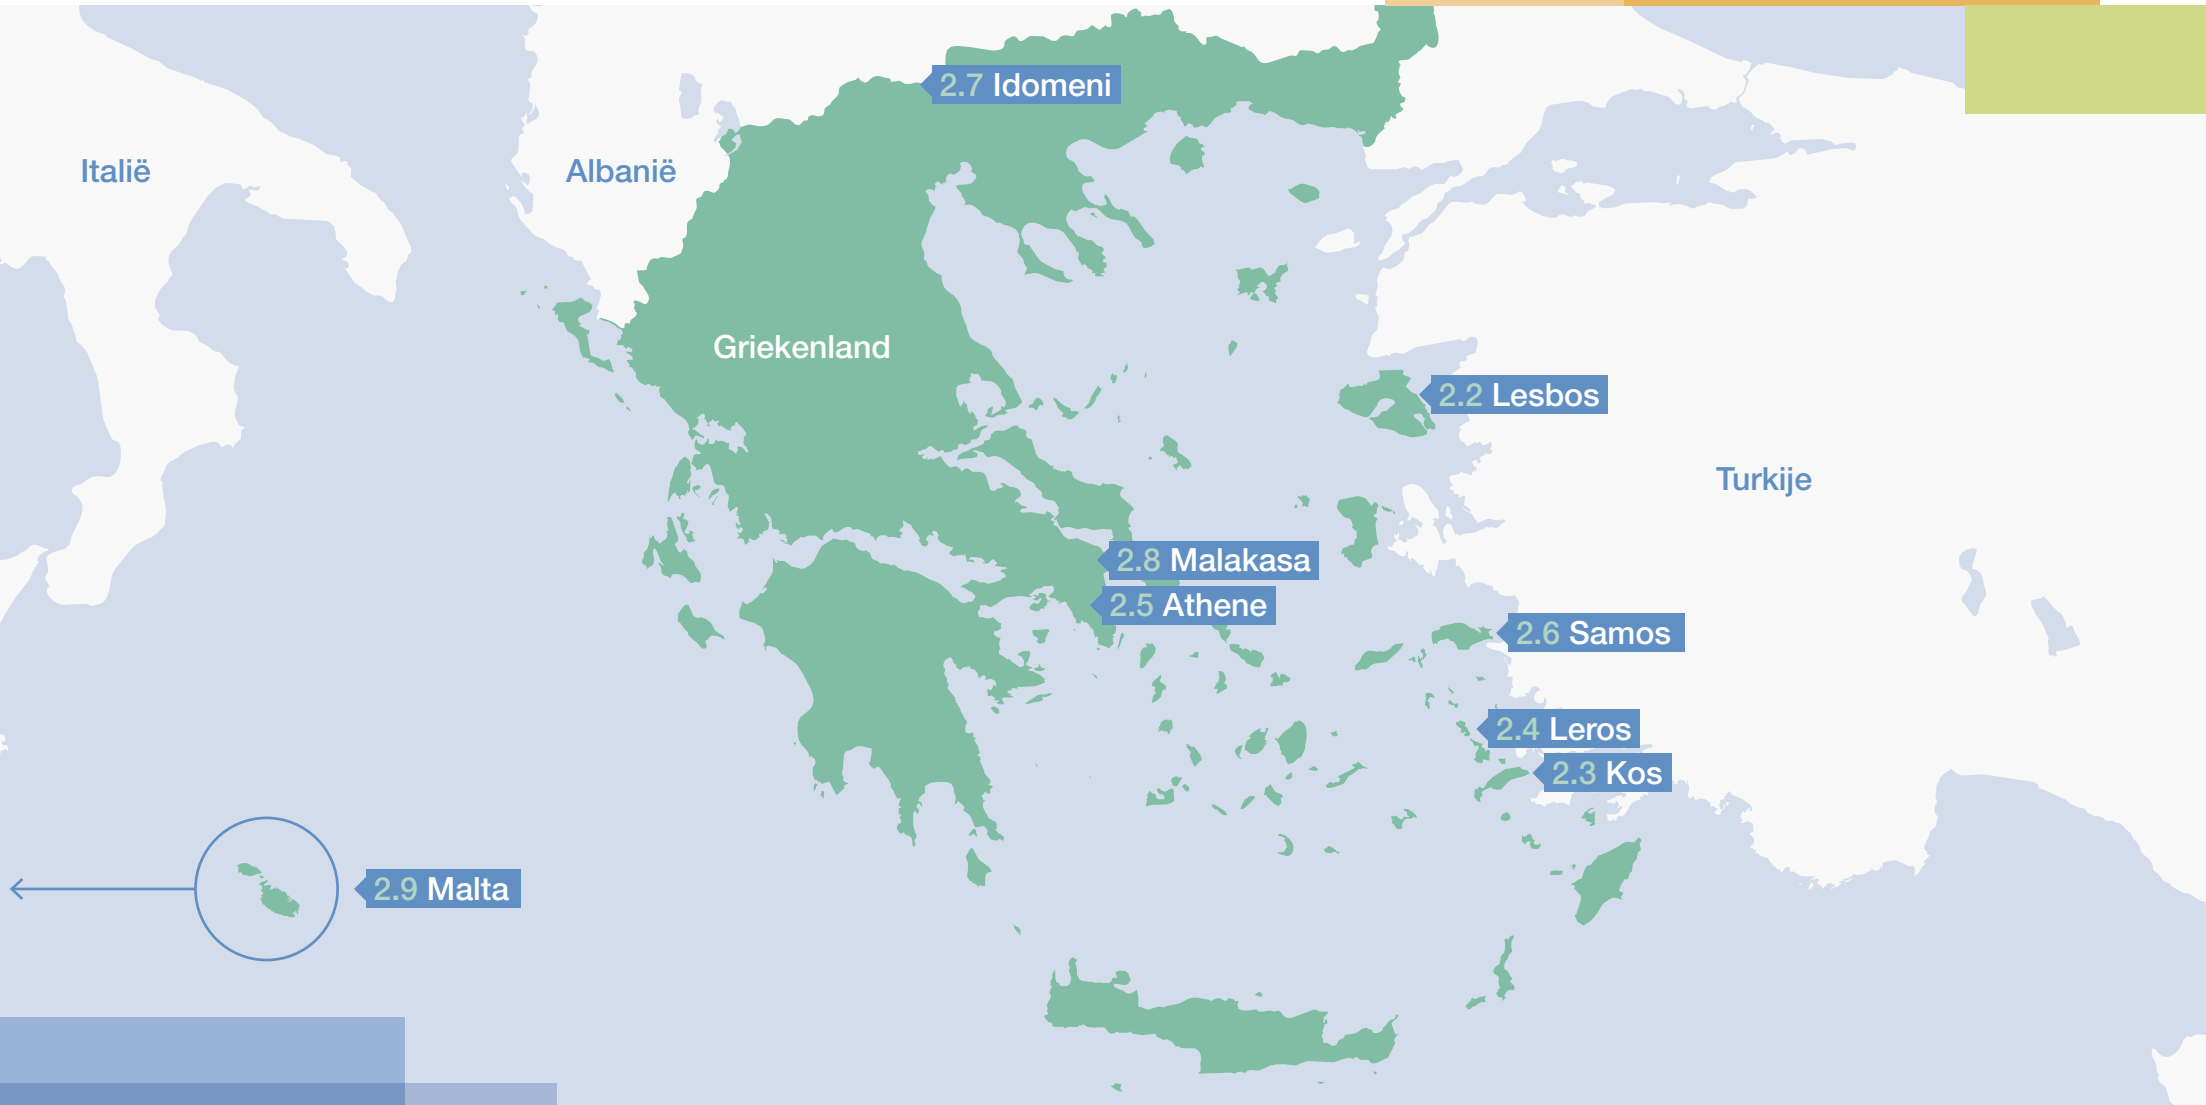 2.7 Idomeni
Italië
Albanië
Griekenland
2.2 Lesbos
Turkije
2.8 Malakasa
2.5 Athene
2.6 Samos
2.4 Leros
2.3 Kos
2.9 Malta